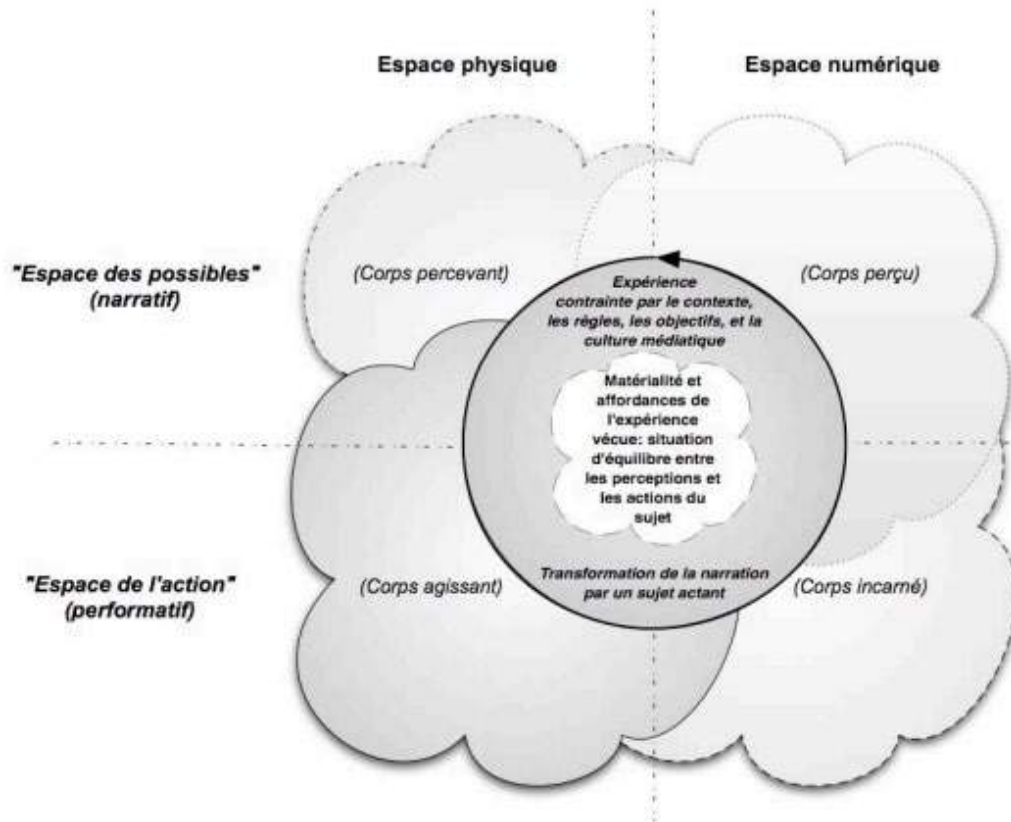 Espace physique
Espace numérique
"Espace des possibles"
(narratif)
(Corps percevant)
(Corps perçu)
Expérience
contrainte par le contexte,
les règles, les objectifs, et la
culture médiatique
Matérialité et
affordances de
l'expérience
vécue: situation
d'équilibre entre
les perceptions et
les actions du
sujet
"Espace de l'action"
(performatif)
(Corps agissant)
Transformation de la narration
par un sujet actant
(Corps incarné)